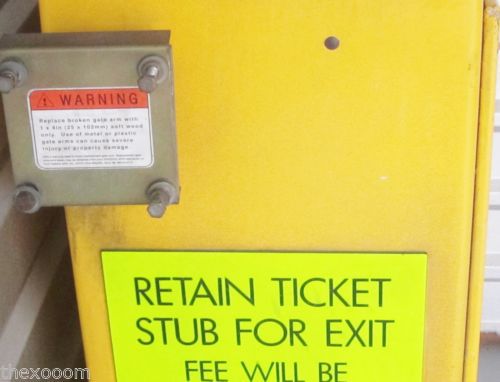 WARNING
Replace broken gate arm with
1 x 4in (25 x 102mm) soft wood
only. Use of metal or plastic
gate arms can cause severe
injury or property damage
RETAIN TICKET
STUB FOR EXIT
FEE WILL BE
thexooom